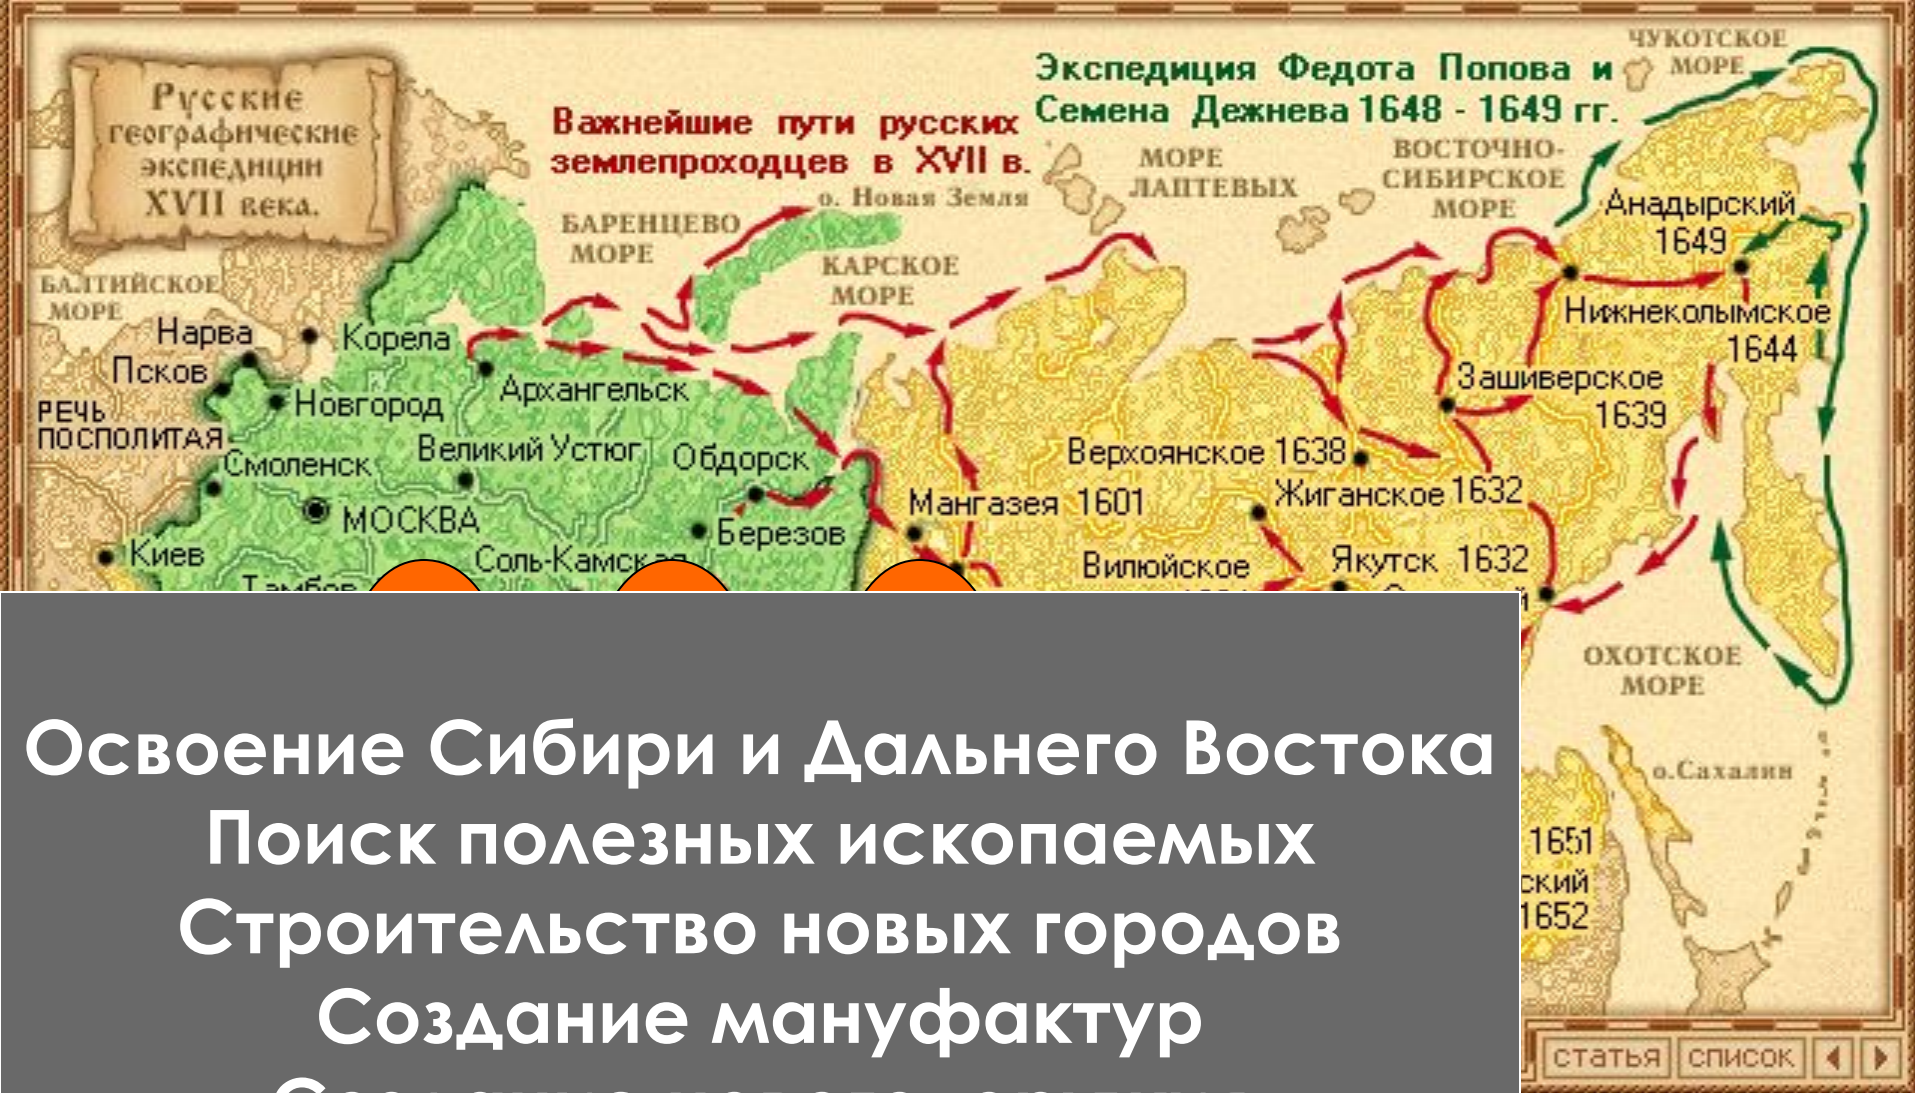 Русские
географические
экспедиции
XVII века.
Важнейшие пути русских
землепроходцев в XVII в.
Экспедиция Федота Попова и
Семена Дежнева 1648 - 1649 гг.
ЧУКОТСКОЕ
МОРЕ
МОРЕ
ЛАПТЕВЫХ
ВОСТОЧНО-
СИБИРСКОЕ
МОРЕ
о. Новая Земля
БАРЕНЦЕВО
МОРЕ
КАРСКОЕ
МОРЕ
БАЛТИЙСКОЕ
МОРЕ
Анадырский
1649
Нижнеколымское
1644
Нарва
Корела
Псков
Архангельск
Новгород
РЕЧЬ
ПОСПОЛИТАЯ
Зашиверское
1639
Великий Устюг
Обдорск
Смоленск
Верхоянское 1638
Жиганское 1632
Мангазея 1601
МОСКВА
Березов
Киев
Соль-Камская
Вилюйское
Якутск 1632
Тамбов
ОХОТСКОЕ
МОРЕ
о.Сахалин
1651
ский
1652
Освоение Сибири и Дальнего Востока
Поиск полезных ископаемых
Строительство новых городов
Создание мануфактур
статья
список